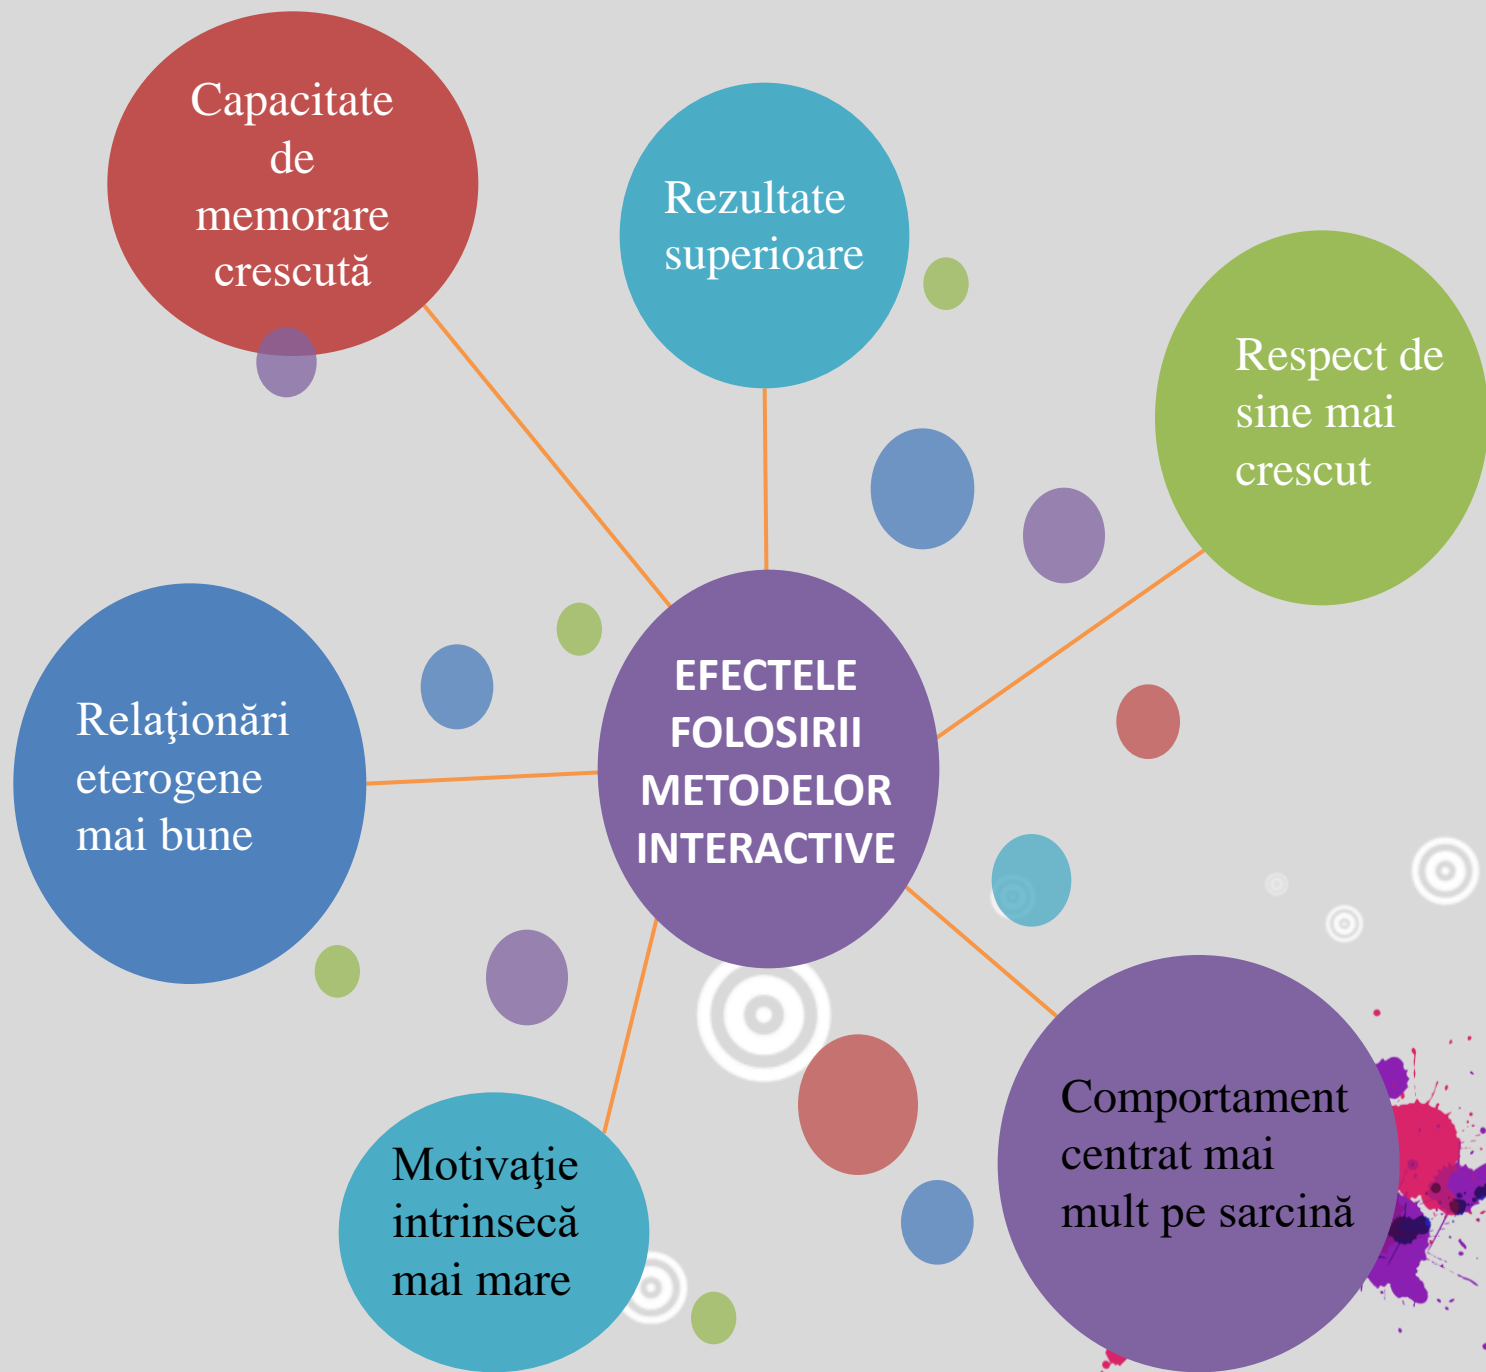 Capacitate
de
memorare
crescută
Rezultate
superioare
Respect de
sine mai
crescut
Relaţionări
eterogene
mai bune
EFECTELE
FOLOSIRII
METODELOR
INTERACTIVE
Motivaţie
intrinsecă
mai mare
Comportament
centrat mai
mult pe sarcină